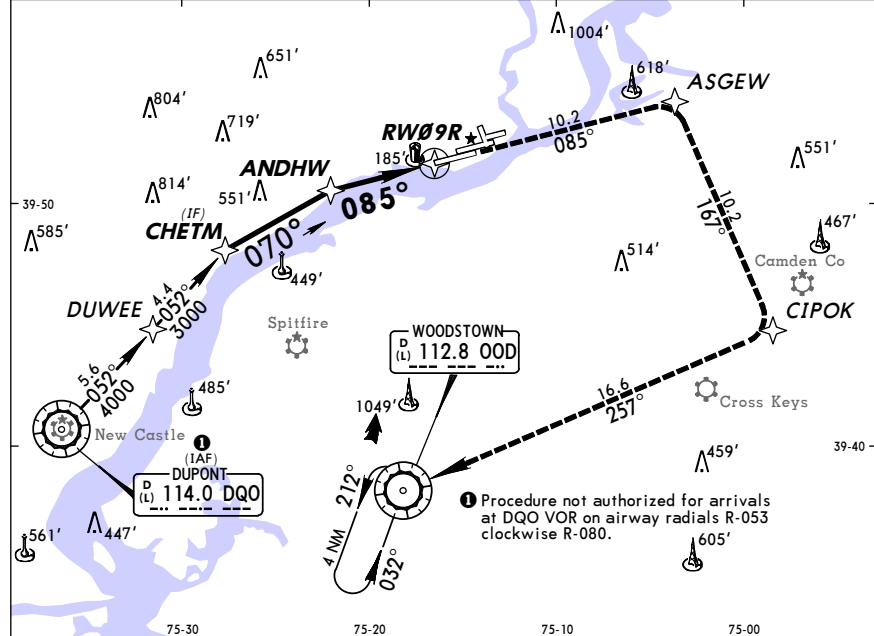 1004'
651'
618'
ASGEW
804'
719'
RWØ9R
10.2
085°
185'
551'
ANDHW
814'
551'
39-50
085°
10.2
167°
(IF)
CHETM
585'
070°
467'
514'
Camden Co
449'
DUWEE
4.4
052°
3000
CIPOK
Spitfire
WOODSTOWN
D
(L) 112.8 OOD
5.6
052°
4000
485'
1049'
16.6
257°
Cross Keys
New Castle
❶
(IAF)
DUPONT
D
(L) 114.0 DQO
459'
39-40
212°
❶ Procedure not authorized for arrivals
at DQO VOR on airway radials R-053
clockwise R-080.
447'
561'
4 NM
032°
605'
75-30
75-20
75-10
75-00